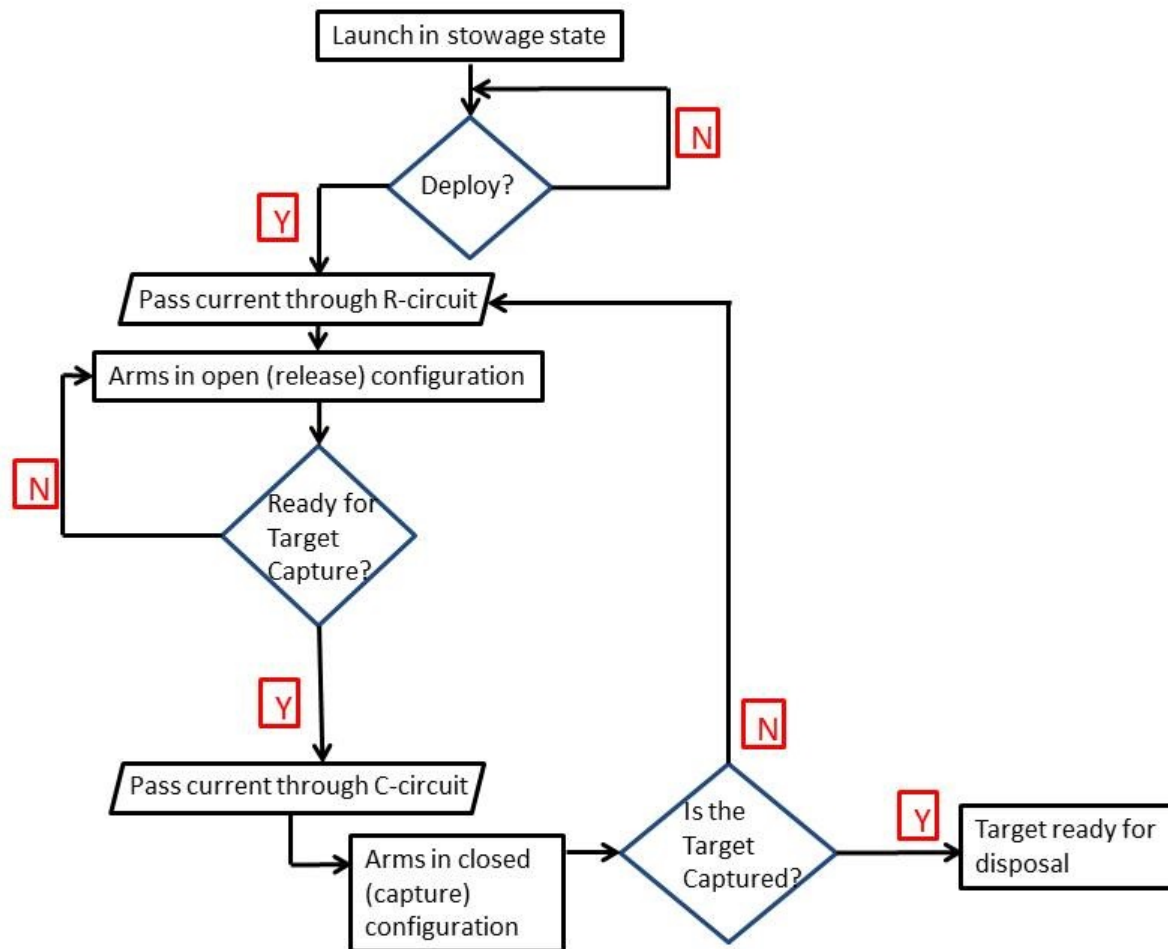 Launch in stowage state
N
Deploy?
Y
Pass current through R-circuit
Arms in open (release) configuration
N
Ready for
Target
Capture?
Y
N
Pass current through C-circuit
Is the
Target
Captured?
Y
Target ready for
disposal
Arms in closed
(capture)
configuration